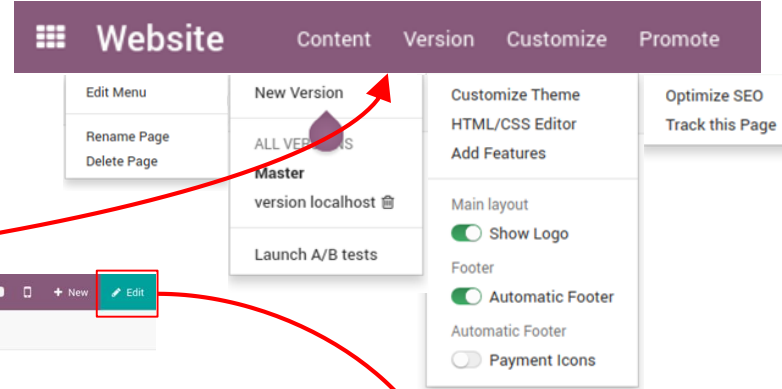 Website Content Version Customize Promote
Edit Menu
Rename Page
Delete Page
New Version
ALL VERSIONS
Master
version localhost
Launch A/B tests
Customize Theme
HTML/CSS Editor
Add Features
Main layout
Show Logo
Footer
Automatic Footer
Automatic Footer
Payment Icons
Optimize SEO
Track this Page
+ New Edit